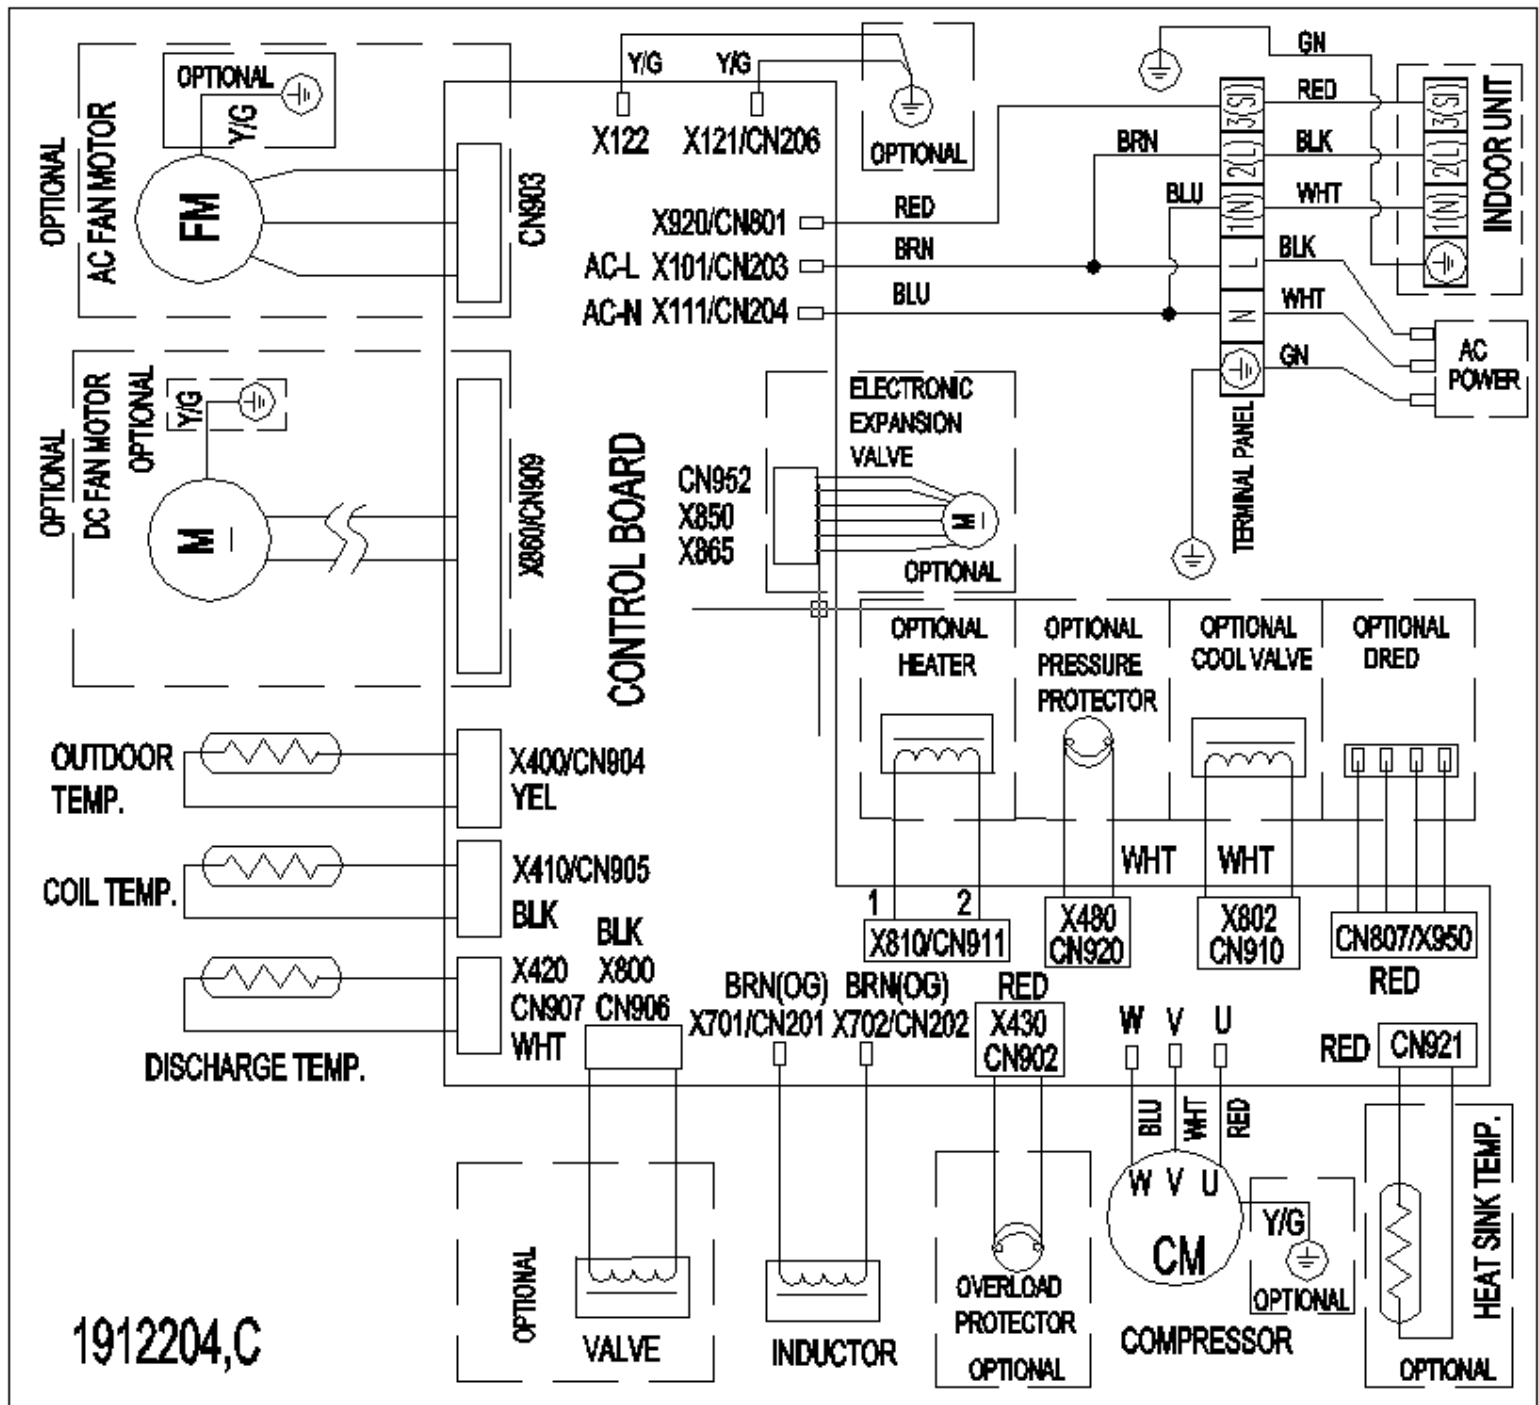 OPTIONAL
Y/G
OPTIONAL
AC FAN MOTOR
FM
CN903
Y/G
Y/G
X122
X121/CN206
OPTIONAL
X920/CN801
RED
AC-L X101/CN203
BRN
AC-N X111/CN204
BLU
BRN
BLU
GN
3(SI)
RED
3(SI)
2(L)
BLK
2(L)
1(N)
WHT
1(N)
INDOOR UNIT
L
BLK
N
WHT
GN
AC
POWER
TERMINAL PANEL
OPTIONAL
DC FAN MOTOR
OPTIONAL
Y/G
M
X860/CN909
CONTROL BOARD
ELECTRONIC
EXPANSION
VALVE
CN952
X850
X865
M
OPTIONAL
OPTIONAL
HEATER
OPTIONAL
PRESSURE
PROTECTOR
OPTIONAL
COOL VALVE
OPTIONAL
DRED
OUTDOOR
TEMP.
X400/CN904
YEL
COIL TEMP.
X410/CN905
BLK
DISCHARGE TEMP.
X420
CN907
WHT
BLK
X800
CN906
1
2
X810/CN911
WHT
X480
CN920
WHT
X802
CN910
CN807/X950
RED
BRN(OG)
X701/CN201
BRN(OG)
X702/CN202
RED
X430
CN902
W V U
RED
CN921
BLU
WHT
RED
W V U
CM
Y/G
OPTIONAL
COMPRESSOR
HEAT SINK TEMP.
OPTIONAL
OPTIONAL
VALVE
INDUCTOR
OVERLOAD
PROTECTOR
OPTIONAL
1912204,C